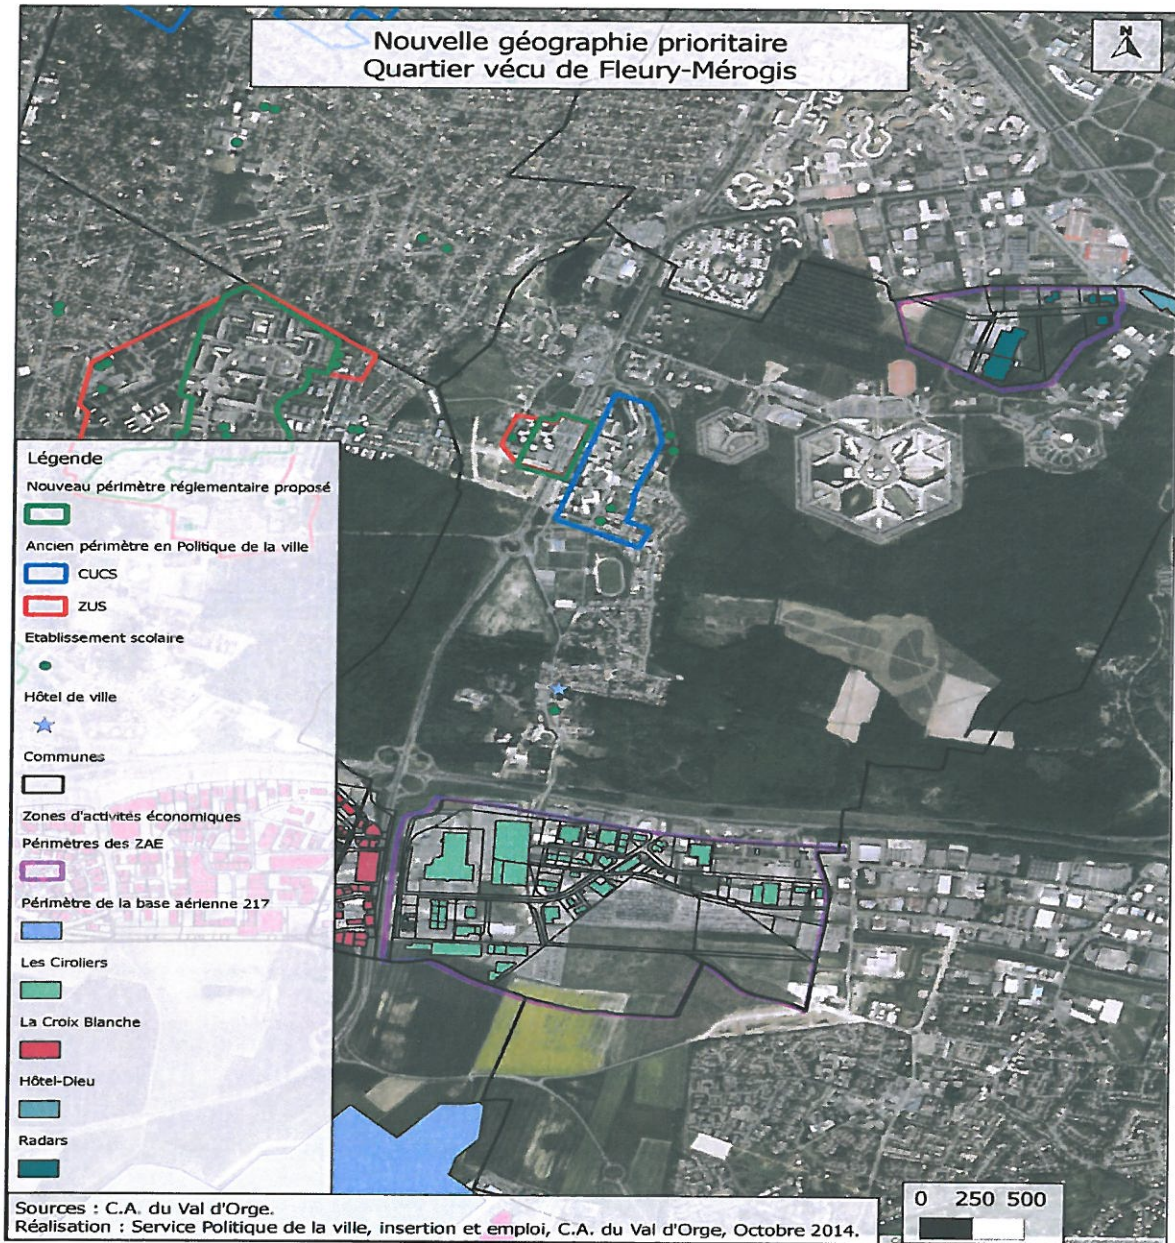 Nouvelle géographie prioritaire
Quartier vécu de Fleury-Mérogis
N
Légende
Nouveau périmètre réglementaire proposé
Ancien périmètre en Politique de la ville
CUCS
ZUS
Etablissement scolaire
Hôtel de ville
Communes
Zones d'activités économiques
Périmètres des ZAE
Périmètre de la base aérienne 217
Les Ciroliers
La Croix Blanche
Hôtel-Dieu
Radars
Sources : C.A. du Val d'Orge.
Réalisation : Service Politique de la ville, insertion et emploi, C.A. du Val d'Orge, Octobre 2014.
0 250 500